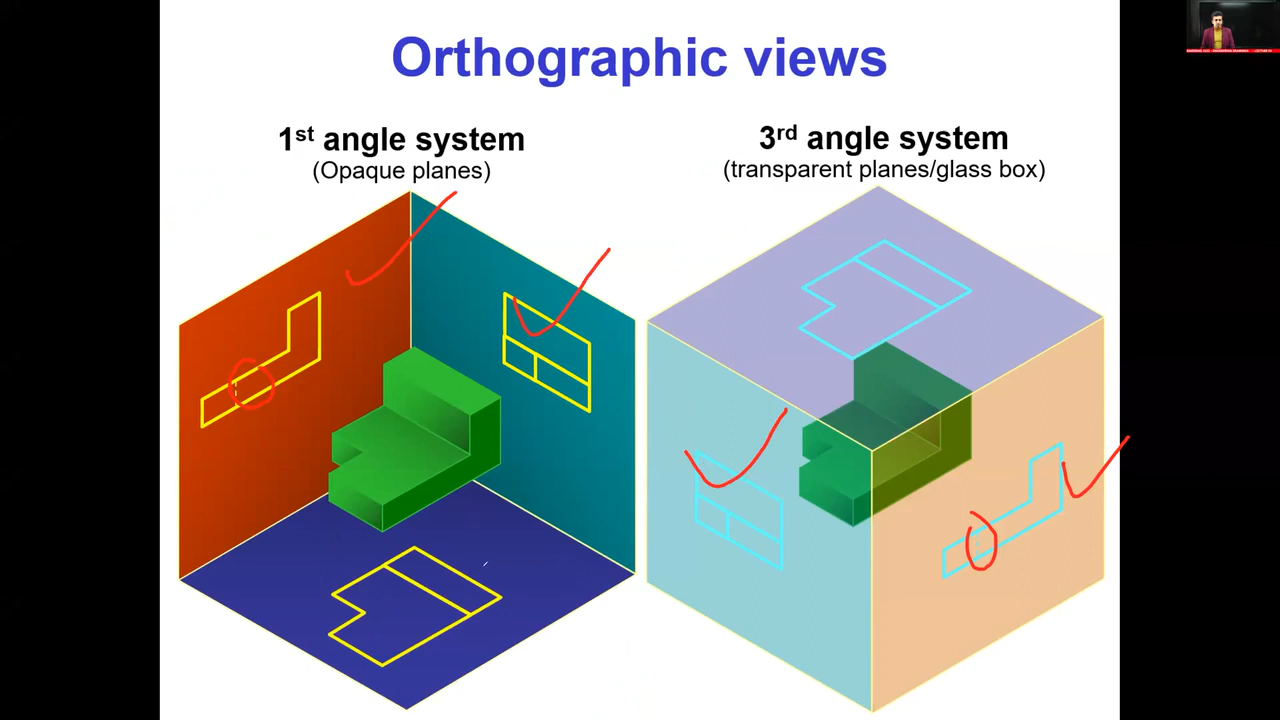 Orthographic views
1st angle system
(Opaque planes)
3rd angle system
(transparent planes/glass box)